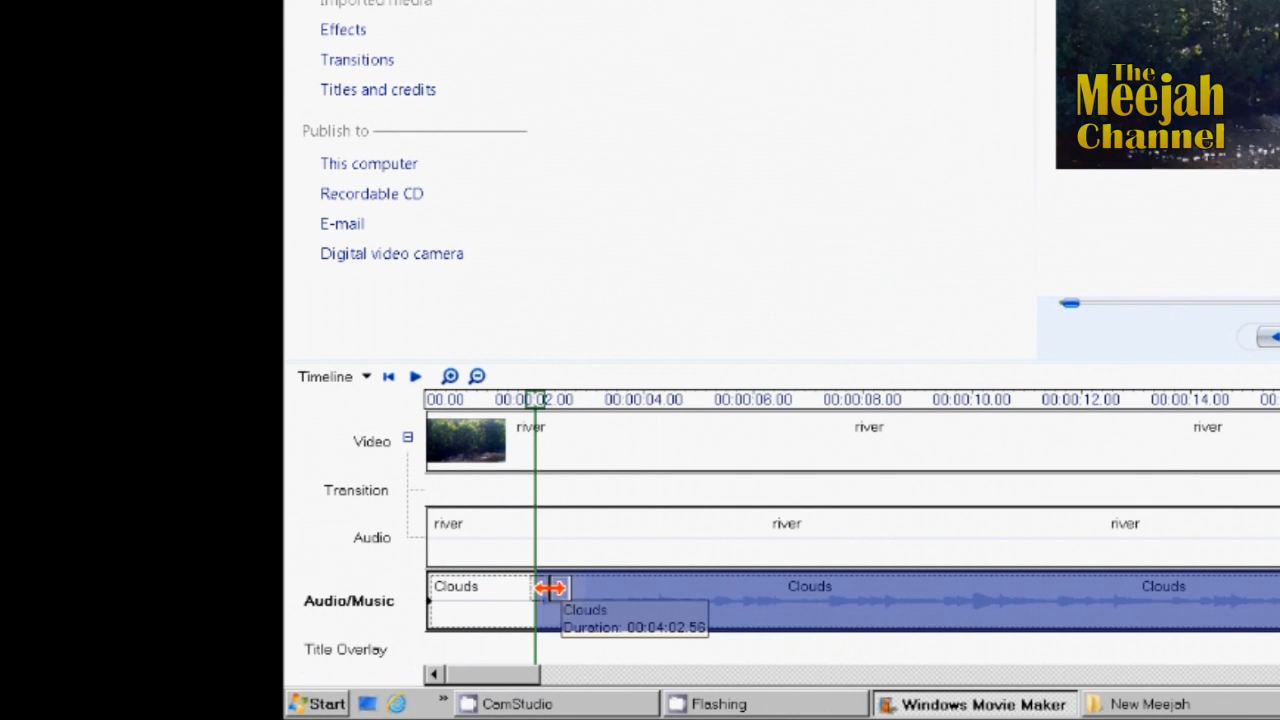 Imported media
Effects
Transitions
Titles and credits
Publish to
This computer
Recordable CD
E-mail
Digital video camera
The
Meejah
Channel
Timeline
00.00 00:00:02.00 00:00:04.00 00:00:06.00 00:00:08.00 00:00:10.00 00:00:12.00 00:00:14.00 00:
Video river river river
Transition
Audio river river river
Audio/Music Clouds Clouds Clouds
Clouds
Duration: 00:04:02.56
Title Overlay
Start » CamStudio Flashing Windows Movie Maker New Meejah